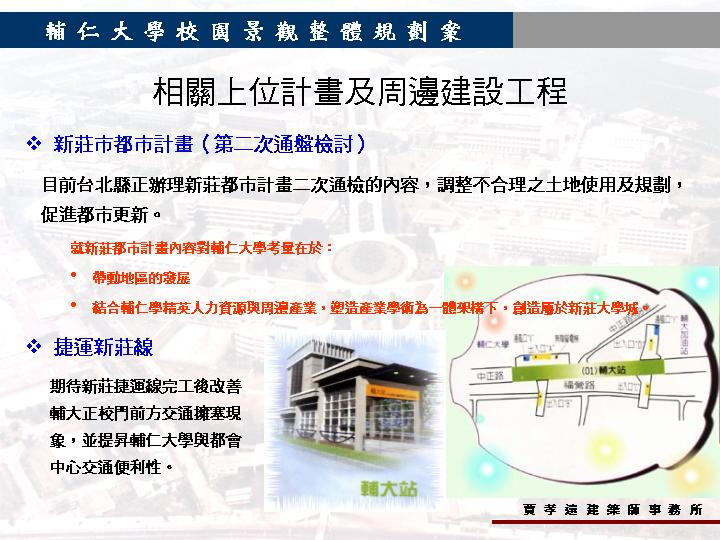 輔仁大學校園景觀整體規劃案
相關上位計畫及周邊建設工程
❖ 新莊市都市計畫（第二次通盤檢討）
目前台北縣正辦理新莊都市計畫二次通檢的內容，調整不合理之土地使用及規劃，
促進都市更新。
就新莊都市計畫內容對輔仁大學考量在於：
• 帶動地區的發展
• 結合輔仁學精英人力資源與周邊產業，塑造產業學術為一體架構下，創造屬於新莊大學城。
❖ 捷運新莊線
期待新莊捷運線完工後改善
輔大正校門前方交通擁塞現
象，並提昇輔仁大學與都會
中心交通便利性。
輔大站
輔仁大學
出入口
輔大加油站
中正路
(01) 輔大站
中正路
福營路
出入口
賈孝遠建築師事務所